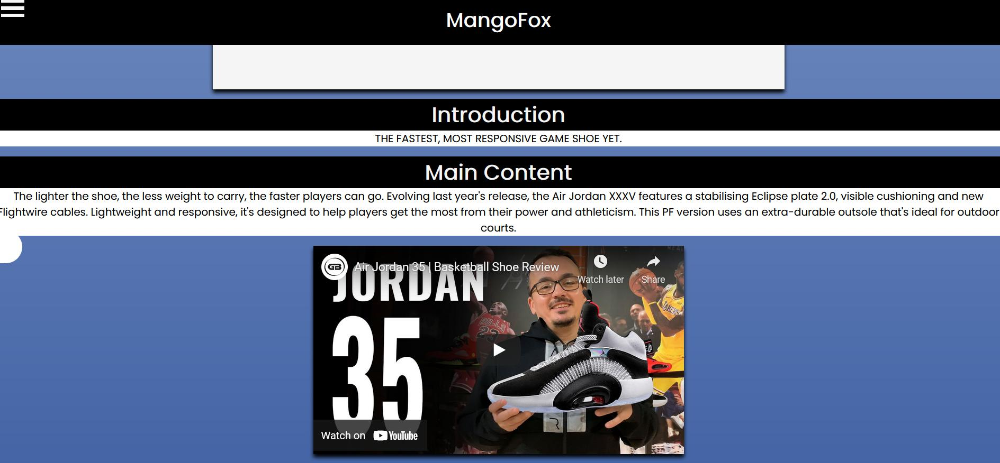 MangoFox
Introduction
THE FASTEST, MOST RESPONSIVE GAME SHOE YET.
Main Content
The lighter the shoe, the less weight to carry, the faster players can go. Evolving last year's release, the Air Jordan XXXV features a stabilising Eclipse plate 2.0, visible cushioning and new
Flightwire cables. Lightweight and responsive, it's designed to help players get the most from their power and athleticism. This PF version uses an extra-durable outsole that's ideal for outdoor
courts.
GB
Air Jordan 35 | Basketball Shoe Review
Watch later
Share
JORDAN
35
BULLS
23
LAKERS
Watch on YouTube